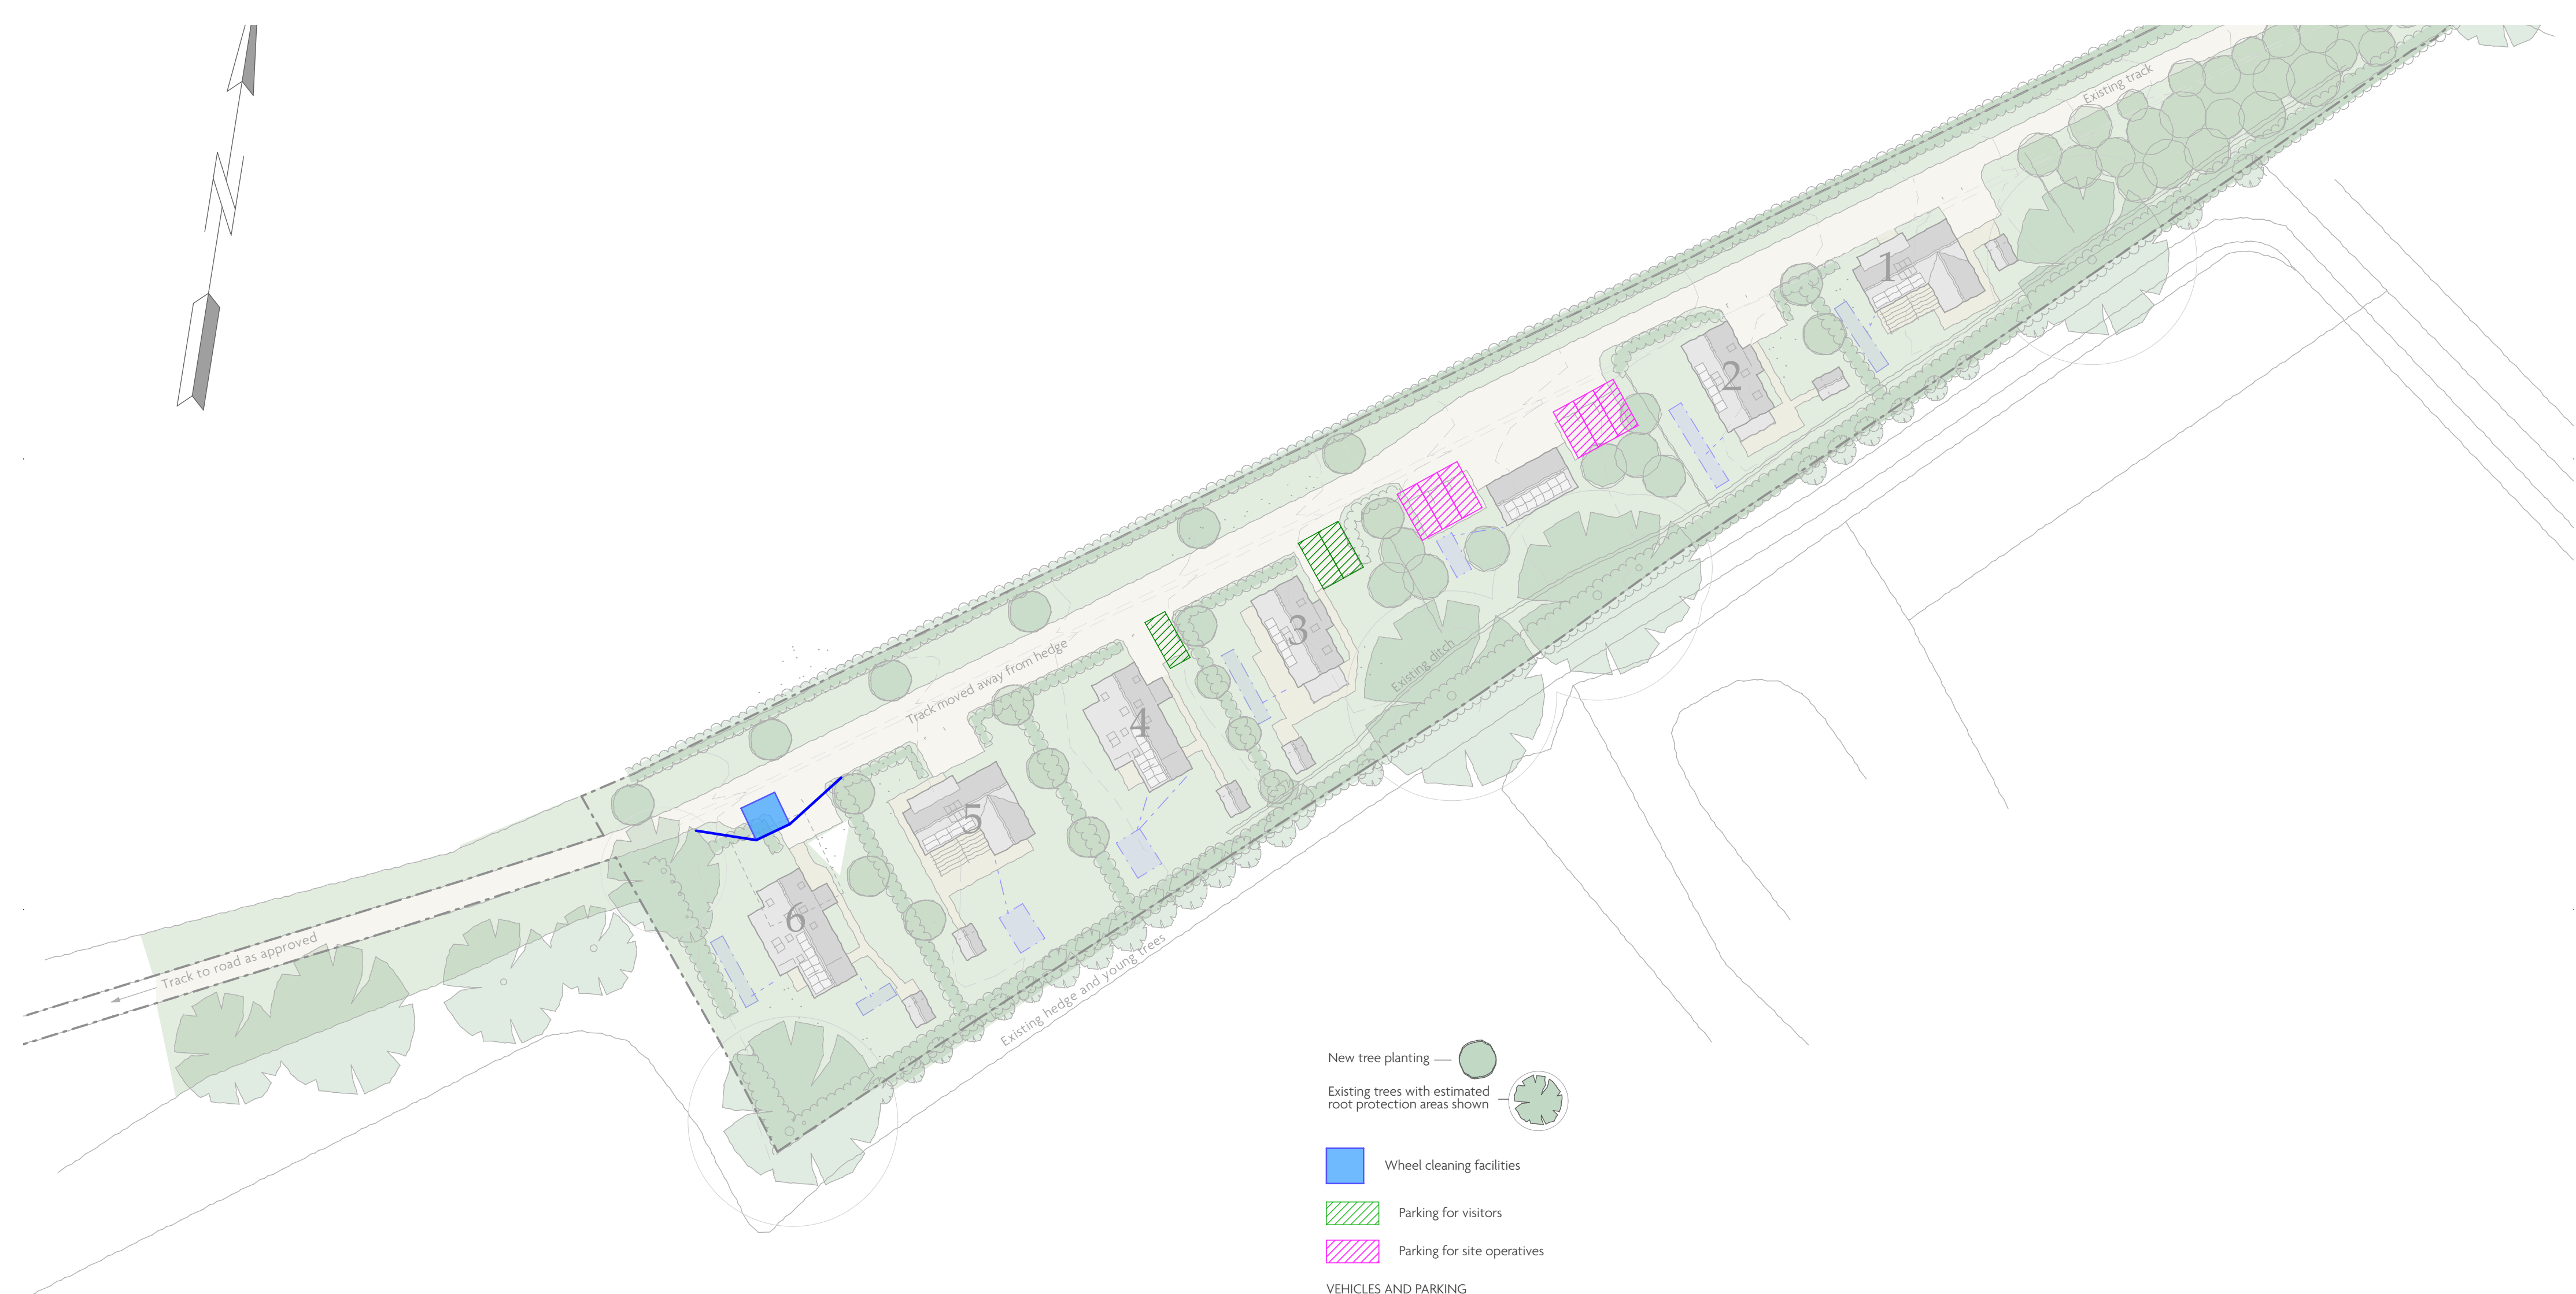 Existing track
1
2
3
Existing ditch
Track moved away from hedge
4
5
6
Track to road as approved
Existing hedge and young trees
N
New tree planting
Existing trees with estimated
root protection areas shown
Wheel cleaning facilities
Parking for visitors
Parking for site operatives
VEHICLES AND PARKING